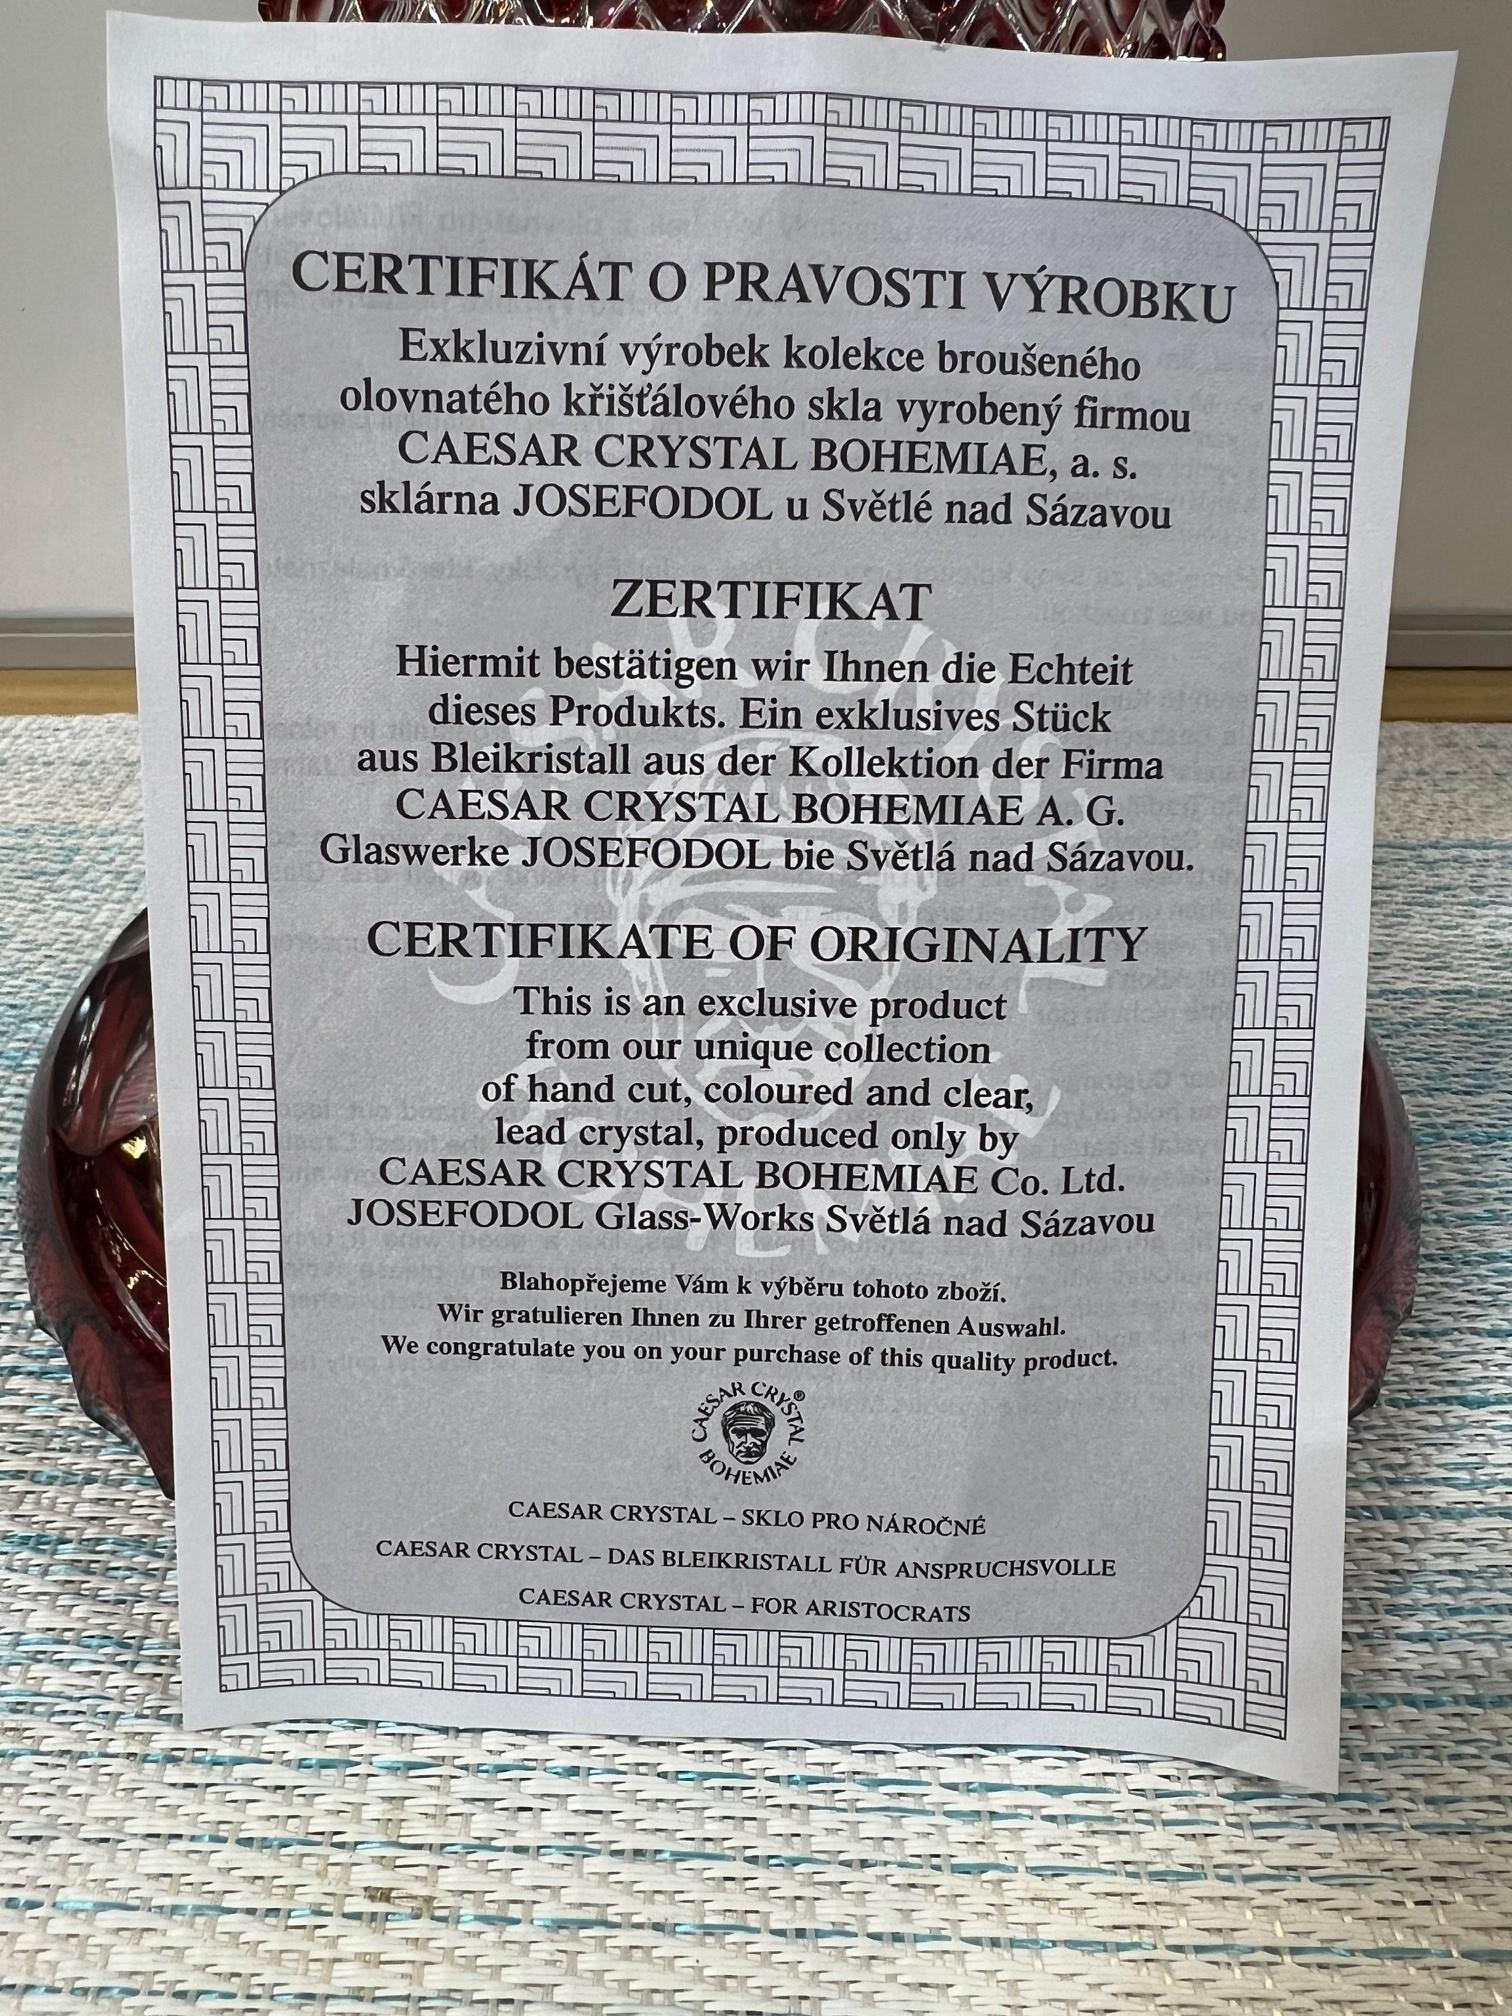 CERTIFIKÁT O PRAVOSTI VÝROBKU
Exkluzivní výrobek kolekce broušeného
olovnatého křišťálového skla vyrobený firmou
CAESAR CRYSTAL BOHEMIAE, a. s.
sklárna JOSEFODOL u Světlé nad Sázavou
ZERTIFIKAT
Hiermit bestätigen wir Ihnen die Echteit
dieses Produkts. Ein exklusives Stück
aus Bleikristall aus der Kollektion der Firma
CAESAR CRYSTAL BOHEMIAE A. G.
Glaswerke JOSEFODOL bie Světlá nad Sázavou.
CERTIFIKATE OF ORIGINALITY
This is an exclusive product
from our unique collection
of hand cut, coloured and clear,
lead crystal, produced only by
CAESAR CRYSTAL BOHEMIAE Co. Ltd.
JOSEFODOL Glass-Works Světlá nad Sázavou
Blahopřejeme Vám k výběru tohoto zboží.
Wir gratulieren Ihnen zu Ihrer getroffenen Auswahl.
We congratulate you on your purchase of this quality product.
CAESAR CRYSTAL ®
BOHEMIAE
CAESAR CRYSTAL – SKLO PRO NÁROČNÉ
CAESAR CRYSTAL – DAS BLEIKRISTALL FÜR ANSPRUCHSVOLLE
CAESAR CRYSTAL – FOR ARISTOCRATS